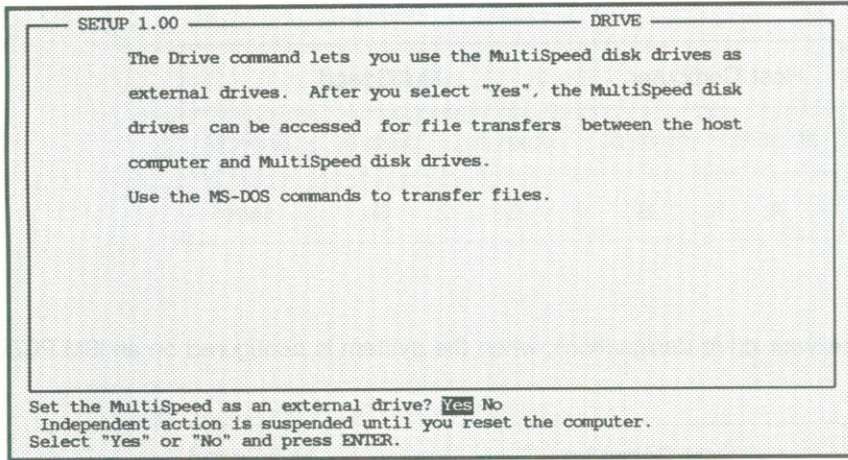 SETUP 1.00 DRIVE
The Drive command lets you use the MultiSpeed disk drives as
external drives. After you select "Yes", the MultiSpeed disk
drives can be accessed for file transfers between the host
computer and MultiSpeed disk drives.
Use the MS-DOS commands to transfer files.
Set the MultiSpeed as an external drive? Yes No
Independent action is suspended until you reset the computer.
Select "Yes" or "No" and press ENTER.